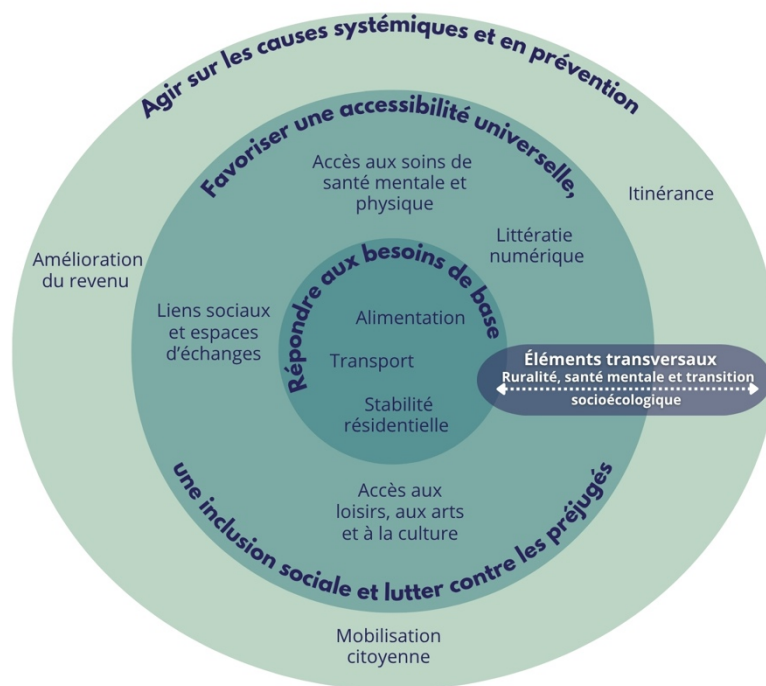 Agir sur les causes systémiques et en prévention
Favoriser une accessibilité universelle,
Accès aux soins de
santé mentale et
physique
Itinérance
Littératie
numérique
Amélioration
du revenu
Répondre aux besoins de base
Liens sociaux
et espaces
d'échanges
Alimentation
Transport
Stabilité
résidentielle
Éléments transversaux
Ruralité, santé mentale et transition
socioécologique
Accès aux
loisirs, aux arts
et à la culture
une inclusion sociale et lutter contre les préjugés
Mobilisation
citoyenne